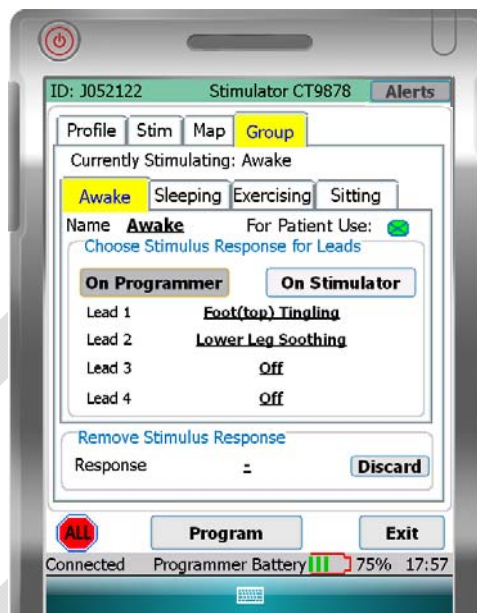 ID: J052122 Stimulator CT9878 Alerts
Profile Stim Map Group
Currently Stimulating: Awake
Awake Sleeping Exercising Sitting
Name Awake For Patient Use:
Choose Stimulus Response for Leads
On Programmer On Stimulator
Lead 1 Foot(top) Tingling
Lead 2 Lower Leg Soothing
Lead 3 Off
Lead 4 Off
Remove Stimulus Response
Response - Discard
ALL Program Exit
Connected Programmer Battery 75% 17:57